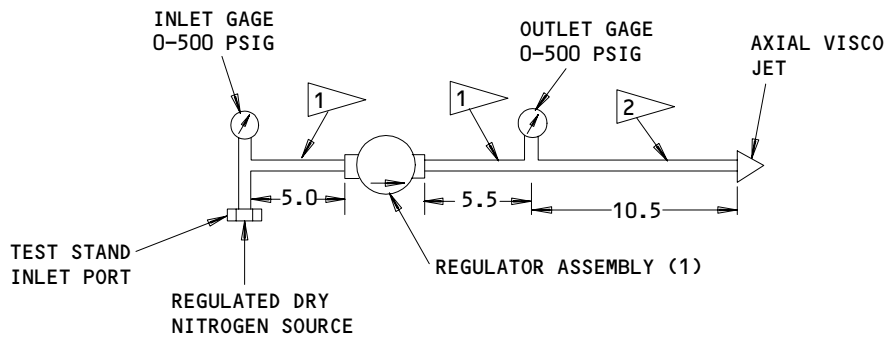 INLET GAGE
0-500 PSIG
OUTLET GAGE
0-500 PSIG
AXIAL VISCO
JET
1
1
2
5.0
5.5
10.5
TEST STAND
INLET PORT
REGULATOR ASSEMBLY (1)
REGULATED DRY
NITROGEN SOURCE